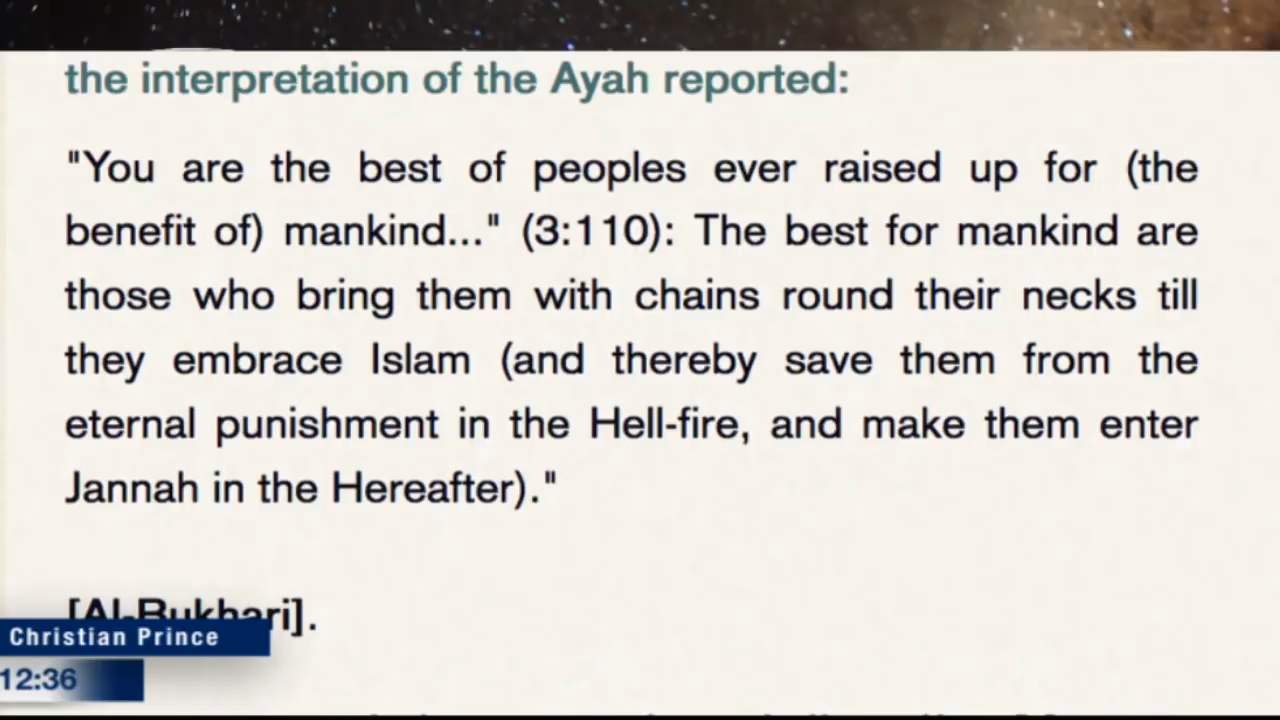 the interpretation of the Ayah reported:
"You are the best of peoples ever raised up for (the
benefit of) mankind..." (3:110): The best for mankind are
those who bring them with chains round their necks till
they embrace Islam (and thereby save them from the
eternal punishment in the Hell-fire, and make them enter
Jannah in the Hereafter)."
[Al-Bukhari].
Christian Prince
12:36